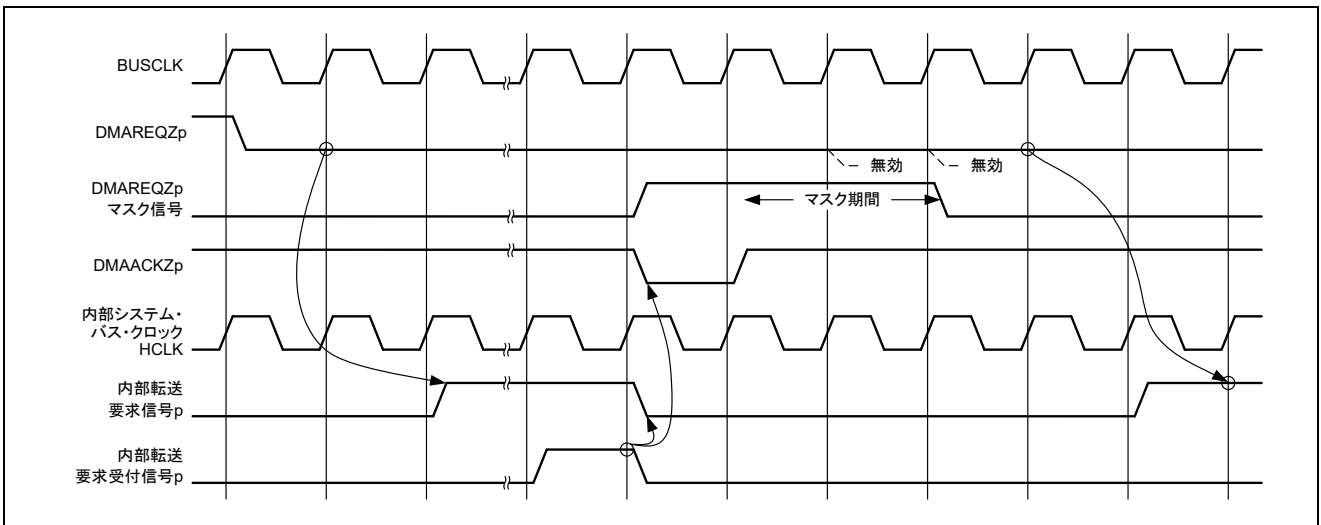 BUSCLK
DMAREQZp
無効
無効
DMAREQZp
マスク信号
マスク期間
DMAACKZp
内部システム・
バス・クロック
HCLK
内部転送
要求信号p
内部転送
要求受付信号p